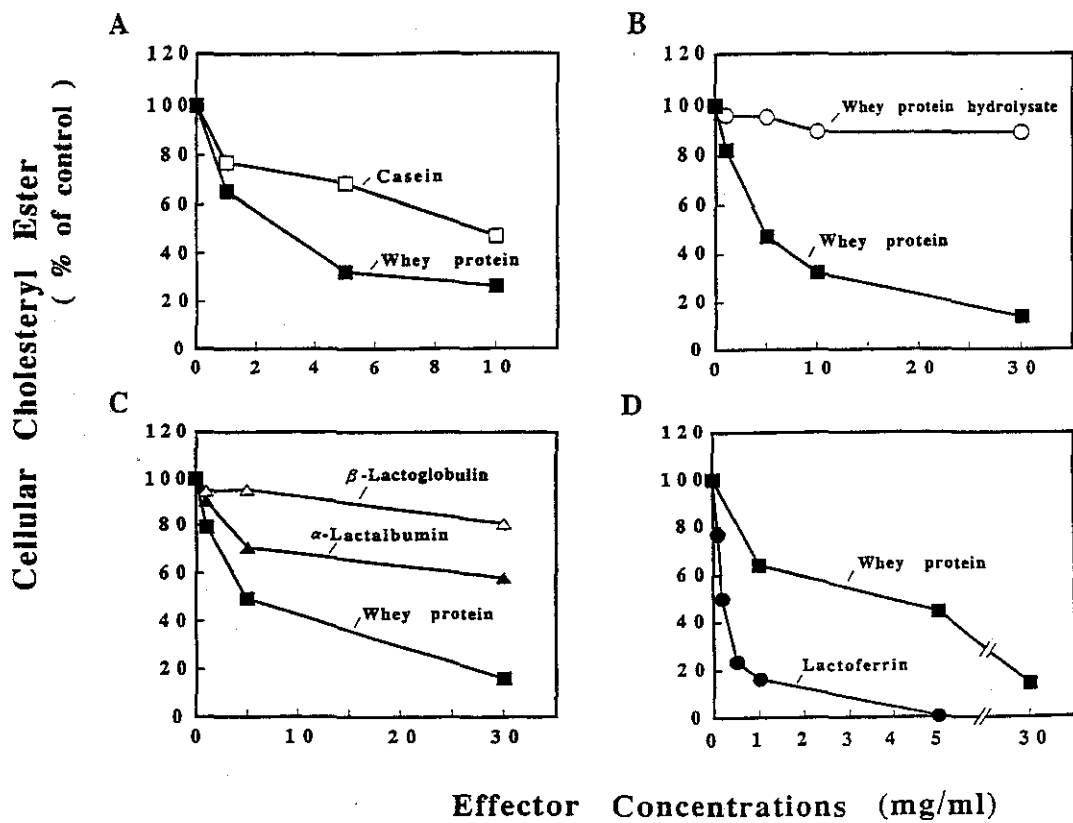 A
120
100
80
60
40
20
0
Casein
Whey protein
0 2 4 6 8 10
B
120
100
80
60
40
20
0
Whey protein hydrolysate
Whey protein
0 10 20 30
C
120
100
80
60
40
20
0
β-Lactoglobulin
α-Lactalbumin
Whey protein
0 10 20 30
D
120
100
80
60
40
20
0
Whey protein
Lactoferrin
0 1 2 3 4 5 30
Cellular Cholesteryl Ester
( % of control )
Effector Concentrations (mg/ml)